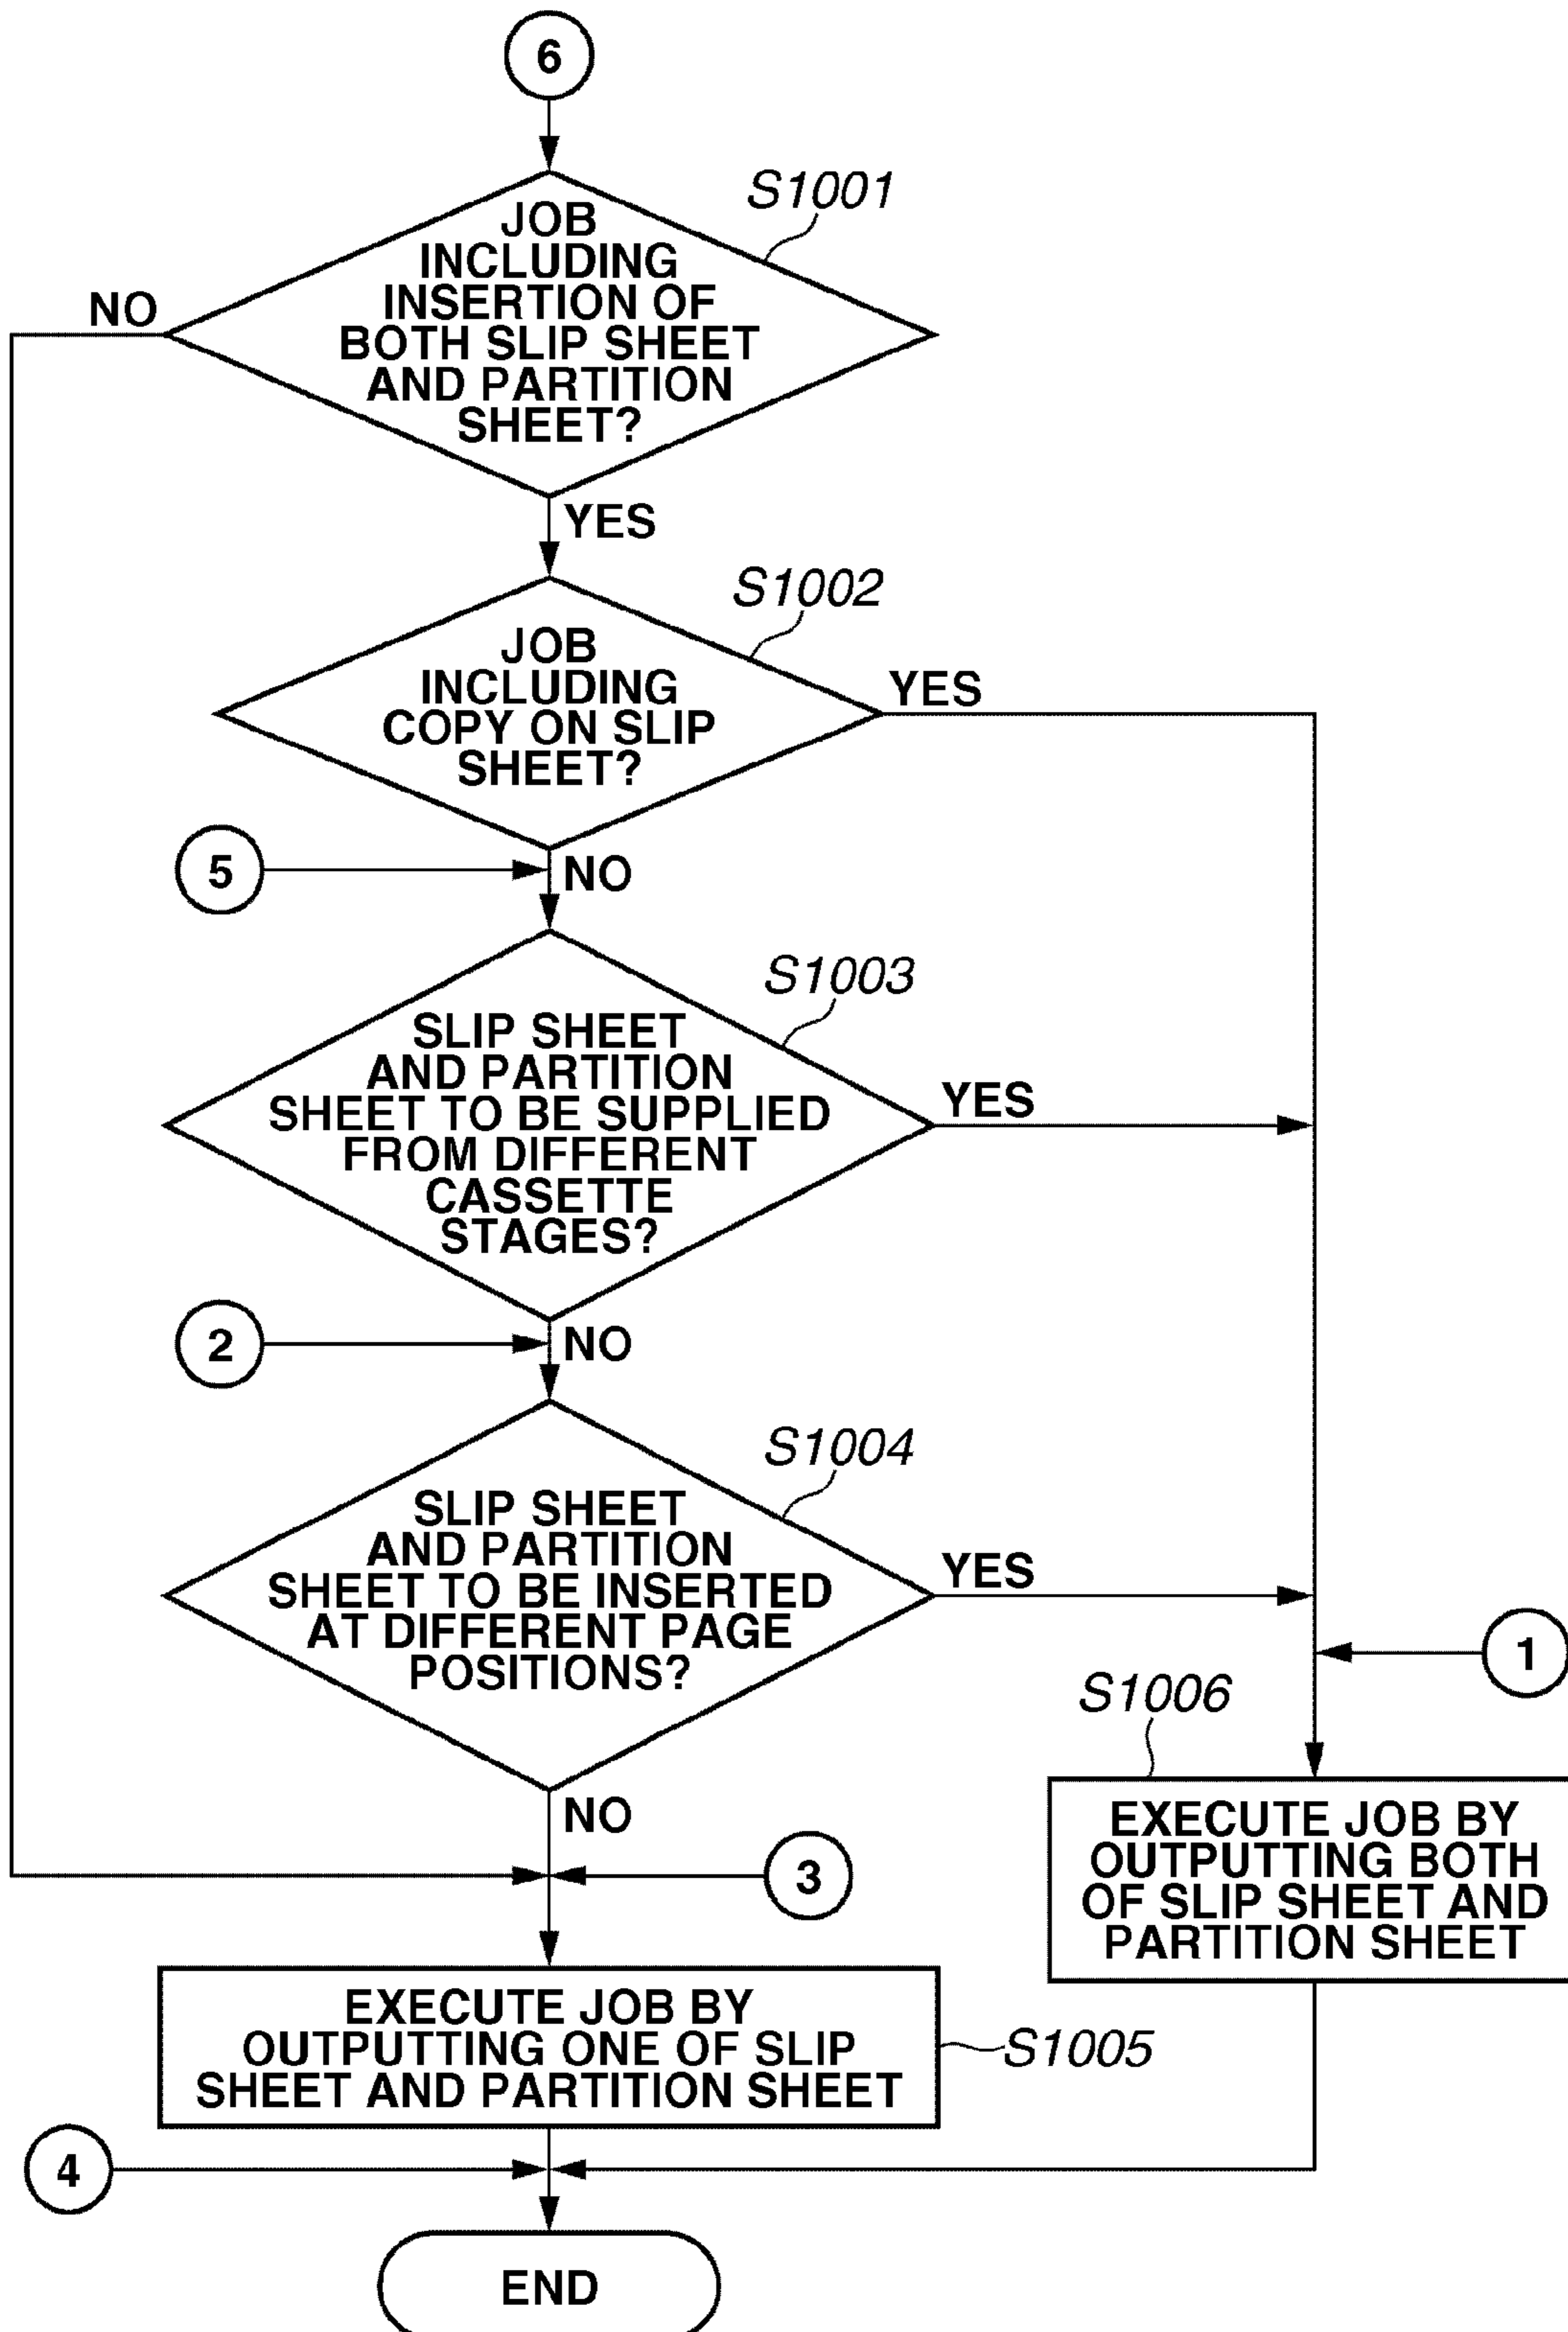 6
S1001
JOB
INCLUDING
INSERTION OF
BOTH SLIP SHEET
AND PARTITION
SHEET?
NO
YES
S1002
JOB
INCLUDING
COPY ON SLIP
SHEET?
YES
5
NO
S1003
SLIP SHEET
AND PARTITION
SHEET TO BE SUPPLIED
FROM DIFFERENT
CASSETTE
STAGES?
YES
2
NO
S1004
SLIP SHEET
AND PARTITION
SHEET TO BE INSERTED
AT DIFFERENT PAGE
POSITIONS?
YES
1
S1006
EXECUTE JOB BY
OUTPUTTING BOTH
OF SLIP SHEET AND
PARTITION SHEET
NO
3
EXECUTE JOB BY
OUTPUTTING ONE OF SLIP
SHEET AND PARTITION SHEET
S1005
4
END